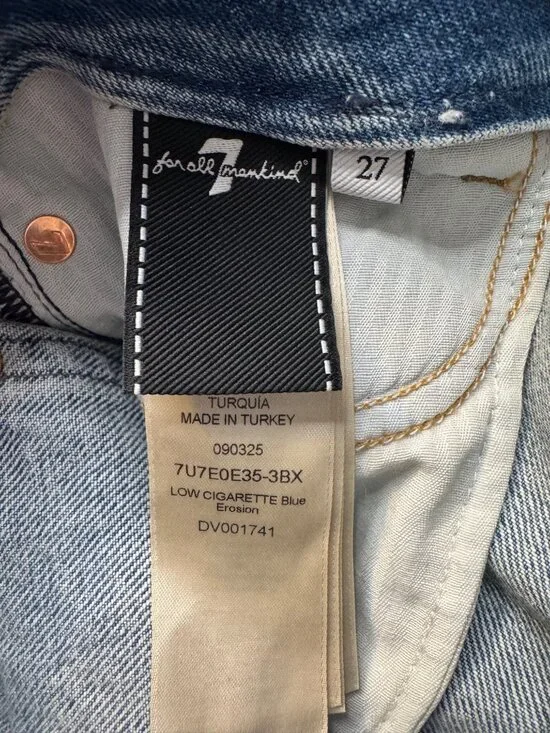 for all 7 mankind®
27
TURQUÍA
MADE IN TURKEY
090325
7U7E0E35-3BX
LOW CIGARETTE Blue
Erosion
DV001741